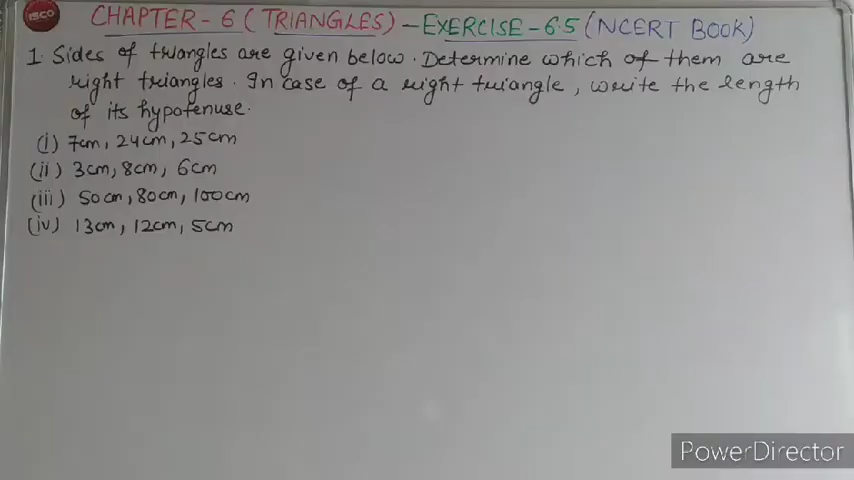 ISCO
CHAPTER - 6 ( TRIANGLES) - EXERCISE - 6.5 (NCERT BOOK)
1. Sides of triangles are given below. Determine which of them are
right triangles. In case of a right triangle, write the length
of its hypotenuse.
(i) 7cm, 24cm, 25cm
(ii) 3cm, 8cm, 6cm
(iii) 50cm, 80cm, 100cm
(iv) 13cm, 12cm, 5cm
PowerDirector